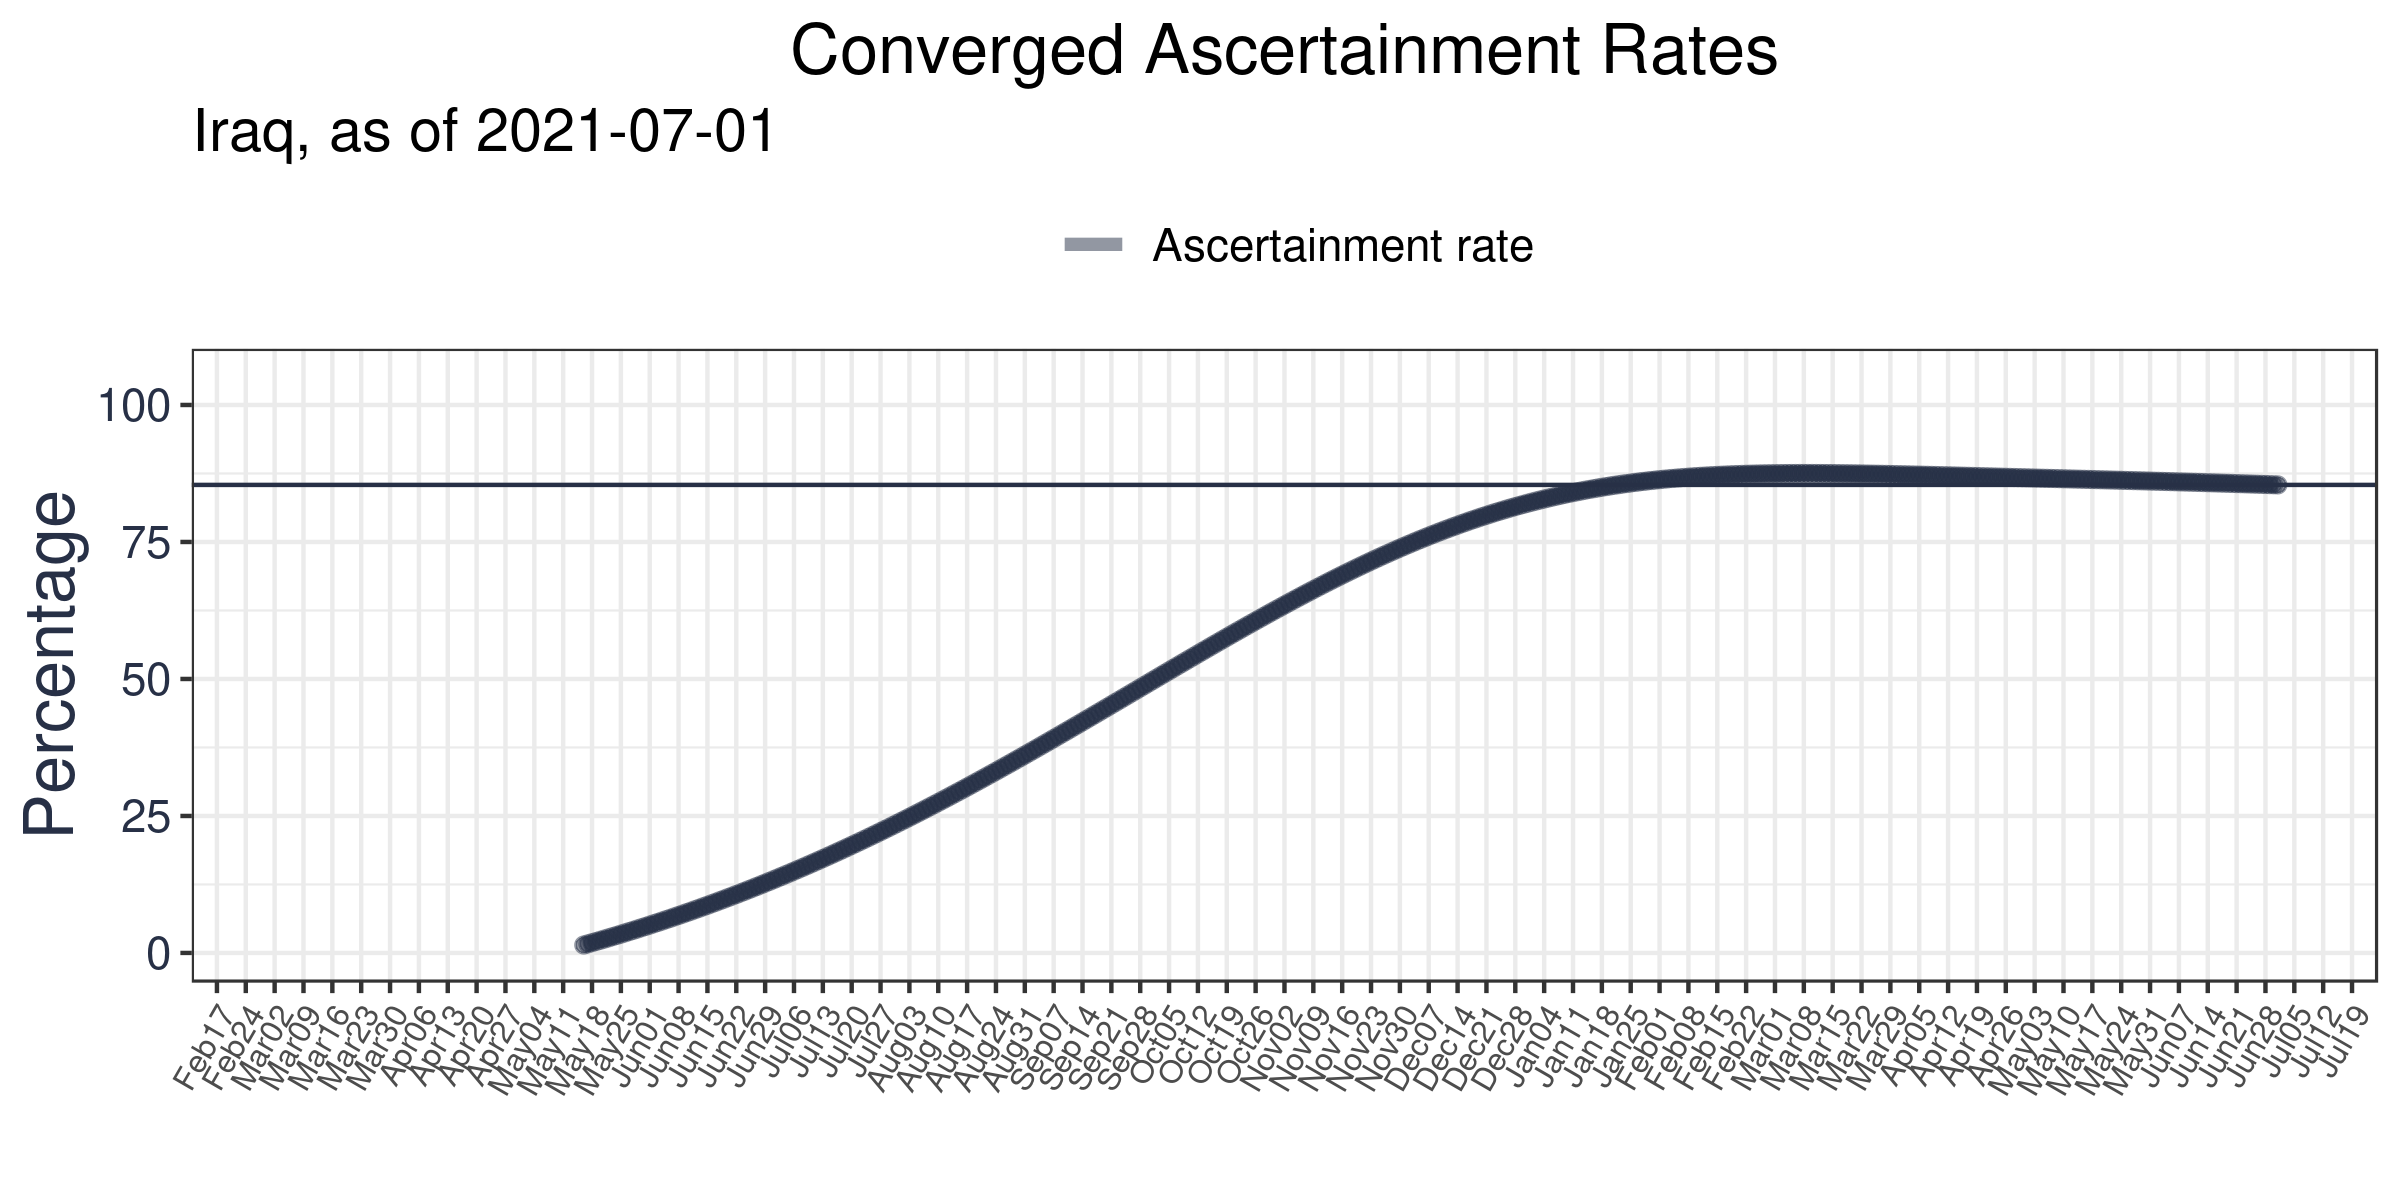 Converged Ascertainment Rates
Iraq, as of 2021-07-01
Ascertainment rate
Percentage
100
75
50
25
0
Feb17
Feb24
Mar02
Mar09
Mar16
Mar23
Mar30
Apr06
Apr13
Apr20
Apr27
May04
May11
May18
May25
Jun01
Jun08
Jun15
Jun22
Jun29
Jul06
Jul13
Jul20
Jul27
Aug03
Aug10
Aug17
Aug24
Aug31
Sep07
Sep14
Sep21
Sep28
Oct05
Oct12
Oct19
Oct26
Nov02
Nov09
Nov16
Nov23
Nov30
Dec07
Dec14
Dec21
Dec28
Jan04
Jan11
Jan18
Jan25
Feb01
Feb08
Feb15
Feb22
Mar01
Mar08
Mar15
Mar22
Mar29
Apr05
Apr12
Apr19
Apr26
May03
May10
May17
May24
May31
Jun07
Jun14
Jun21
Jun28
Jul05
Jul12
Jul19